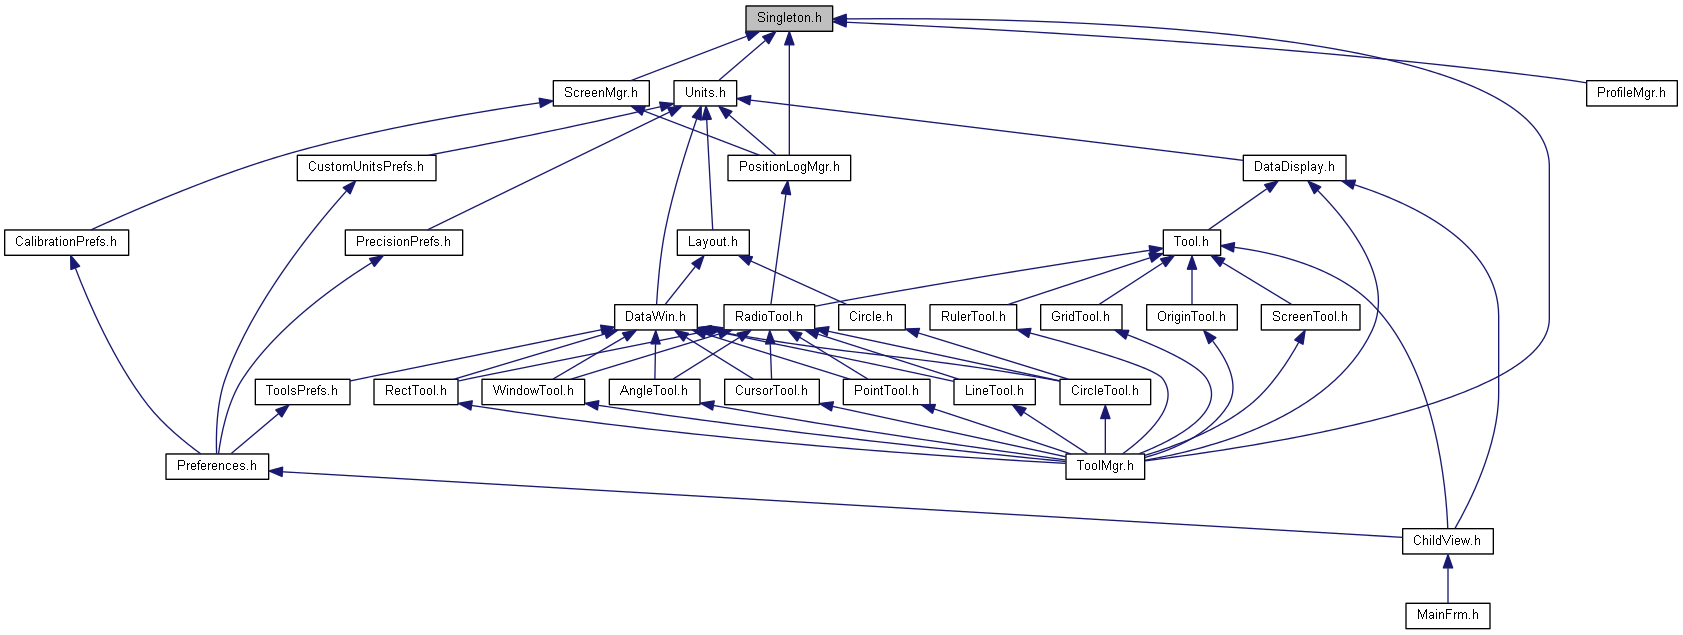 Singleton.h
ScreenMgr.h
Units.h
ProfileMgr.h
CustomUnitsPrefs.h
PositionLogMgr.h
DataDisplay.h
CalibrationPrefs.h
PrecisionPrefs.h
Layout.h
Tool.h
DataWin.h
RadioTool.h
Circle.h
RulerTool.h
GridTool.h
OriginTool.h
ScreenTool.h
ToolsPrefs.h
RectTool.h
WindowTool.h
AngleTool.h
CursorTool.h
PointTool.h
LineTool.h
CircleTool.h
Preferences.h
ToolMgr.h
ChildView.h
MainFrm.h